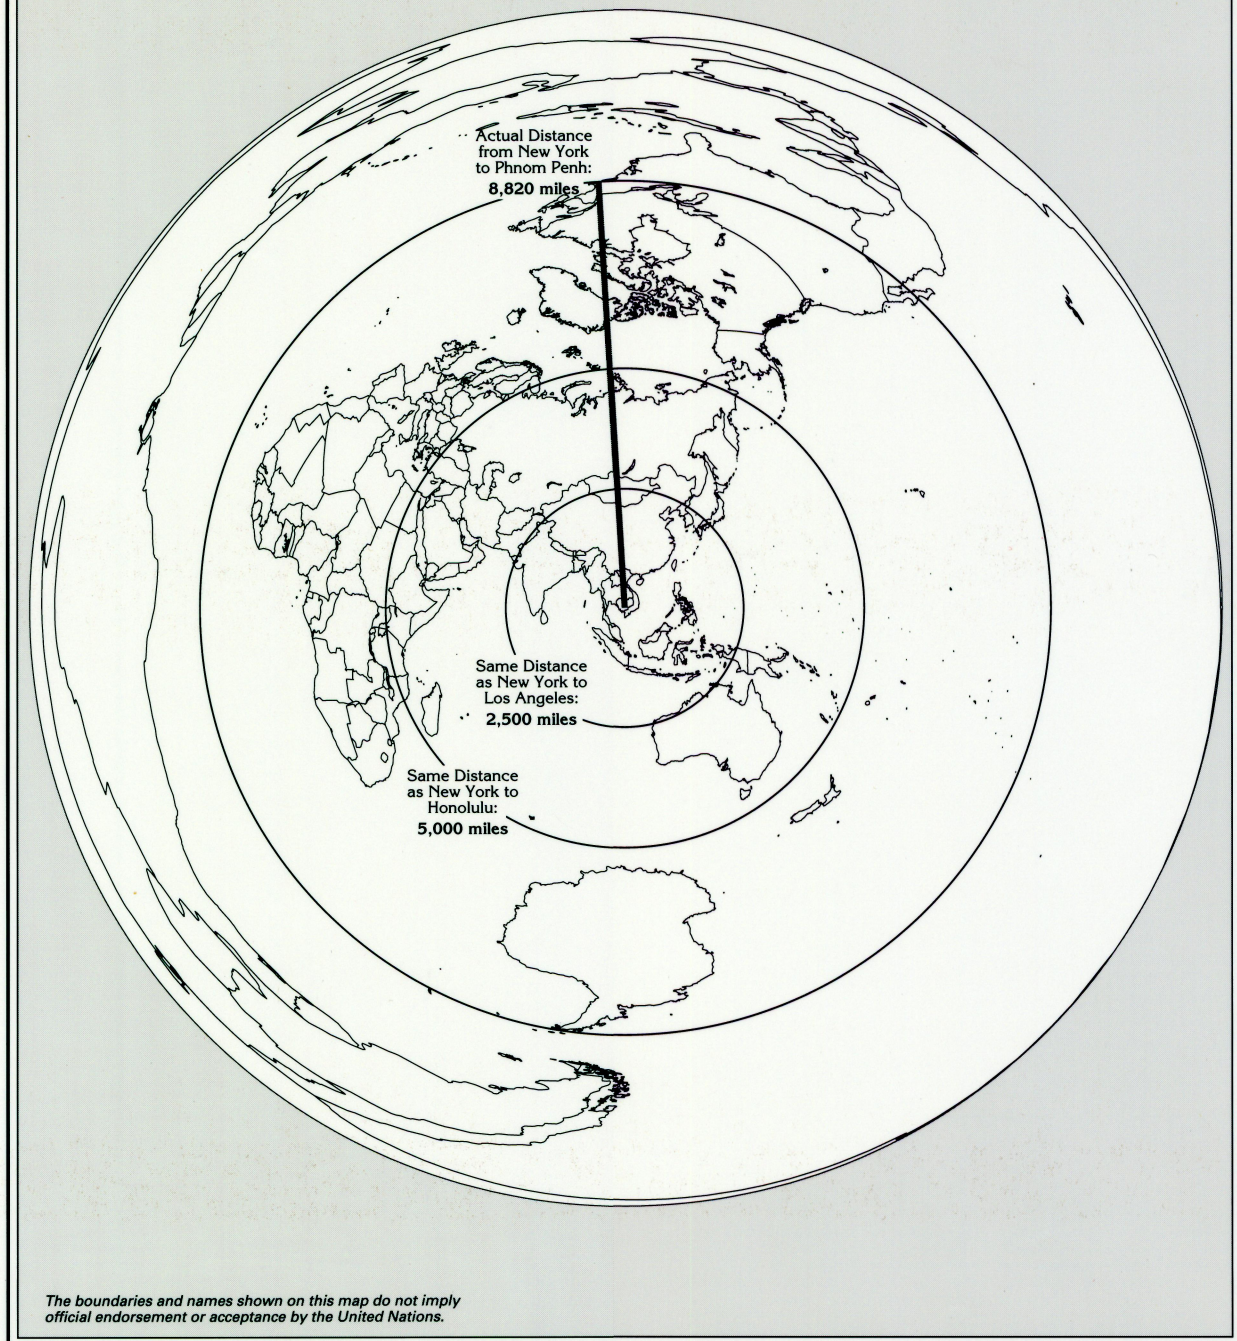 Actual Distance
from New York
to Phnom Penh:
8,820 miles
Same Distance
as New York to
Los Angeles:
2,500 miles
Same Distance
as New York to
Honolulu:
5,000 miles
The boundaries and names shown on this map do not imply
official endorsement or acceptance by the United Nations.